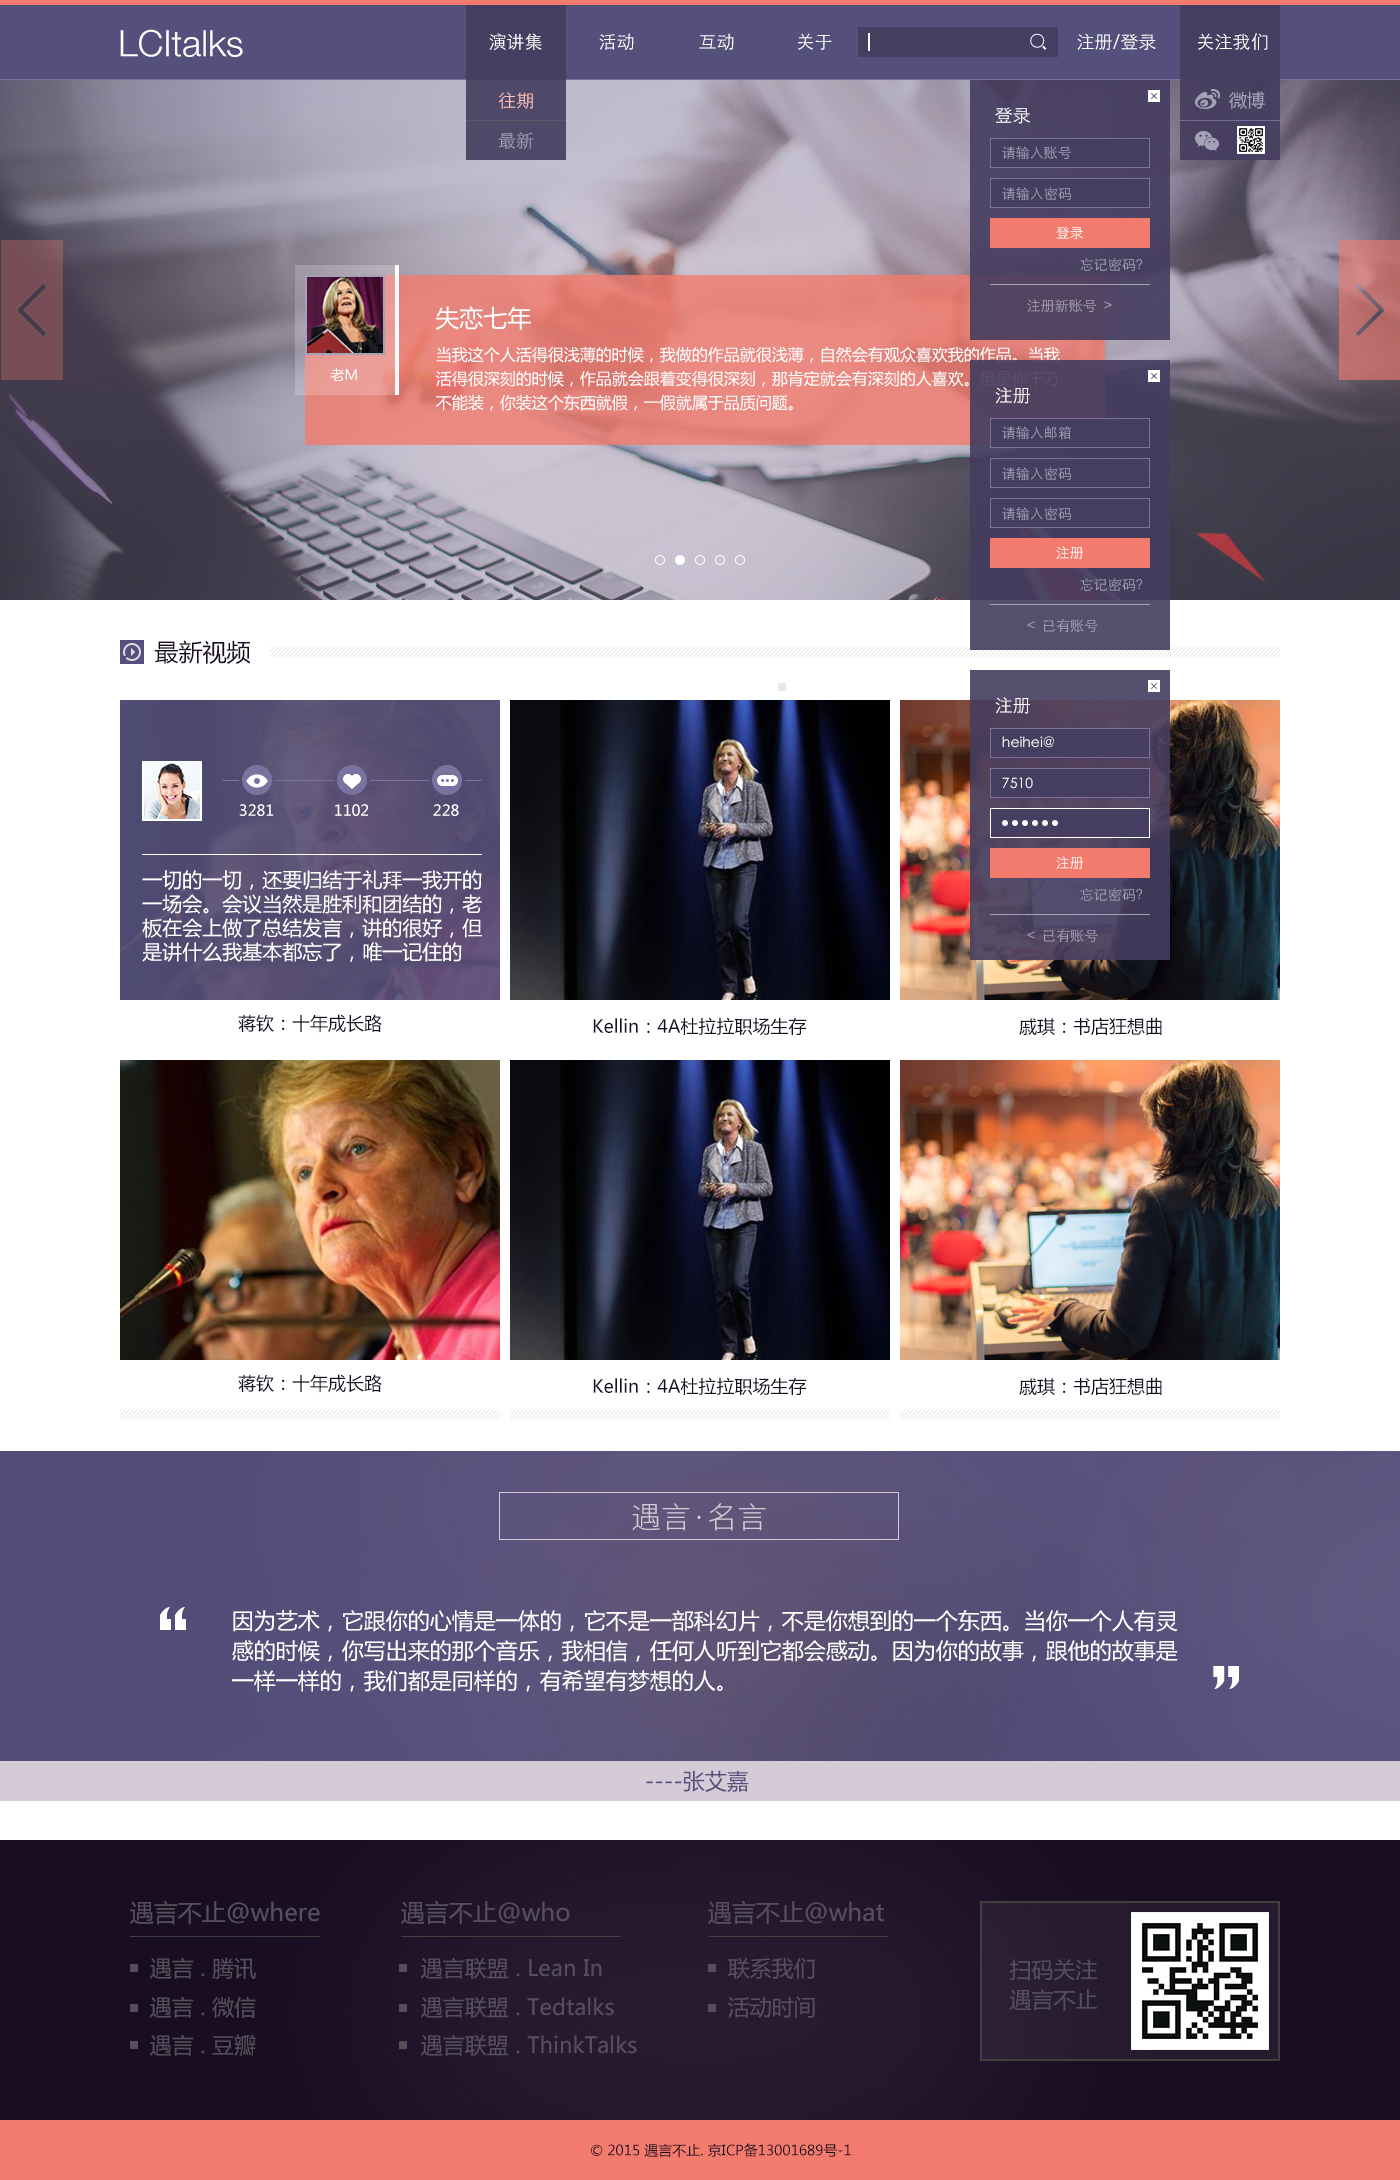 LCItalks
演讲集
活动
互动
关于
注册/登录
关注我们
往期
最新
微博
登录
请输入账号
请输入密码
登录
忘记密码?
注册新账号 >
老M
失恋七年
当我这个人活得很浅薄的时候，我做的作品就很浅薄，自然会有观众喜欢我的作品。当我
活得很深刻的时候，作品就会跟着变得很深刻，那肯定就会有深刻的人喜欢。但是你千万
不能装，你装这个东西就假，一假就属于品质问题。
注册
请输入邮箱
请输入密码
请输入密码
注册
忘记密码?
< 已有账号
最新视频
注册
heihei@
7510
注册
忘记密码?
< 已有账号
3281
1102
228
一切的一切，还要归结于礼拜一我开的
一场会。会议当然是胜利和团结的，老
板在会上做了总结发言，讲的很好，但
是讲什么我基本都忘了，唯一记住的
蒋钦：十年成长路
Kellin：4A杜拉拉职场生存
戚琪：书店狂想曲
蒋钦：十年成长路
Kellin：4A杜拉拉职场生存
戚琪：书店狂想曲
遇言·名言
“ 因为艺术，它跟你的心情是一体的，它不是一部科幻片，不是你想到的一个东西。当你一个人有灵
感的时候，你写出来的那个音乐，我相信，任何人听到它都会感动。因为你的故事，跟他的故事是
一样一样的，我们都是同样的，有希望有梦想的人。 ”
----张艾嘉
遇言不止@where
遇言 . 腾讯
遇言 . 微信
遇言 . 豆瓣
遇言不止@who
遇言联盟 . Lean In
遇言联盟 . Tedtalks
遇言联盟 . ThinkTalks
遇言不止@what
联系我们
活动时间
扫码关注
遇言不止
© 2015 遇言不止. 京ICP备13001689号-1